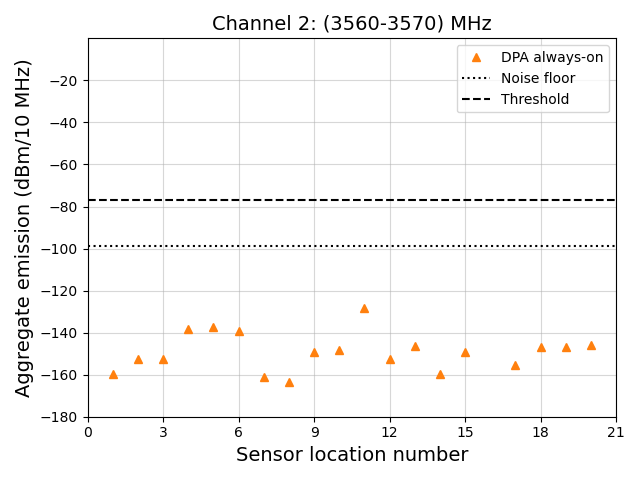 Channel 2: (3560-3570) MHz
DPA always-on
Noise floor
Threshold
Aggregate emission (dBm/10 MHz)
−20
−40
−60
−80
−100
−120
−140
−160
−180
0 3 6 9 12 15 18 21
Sensor location number